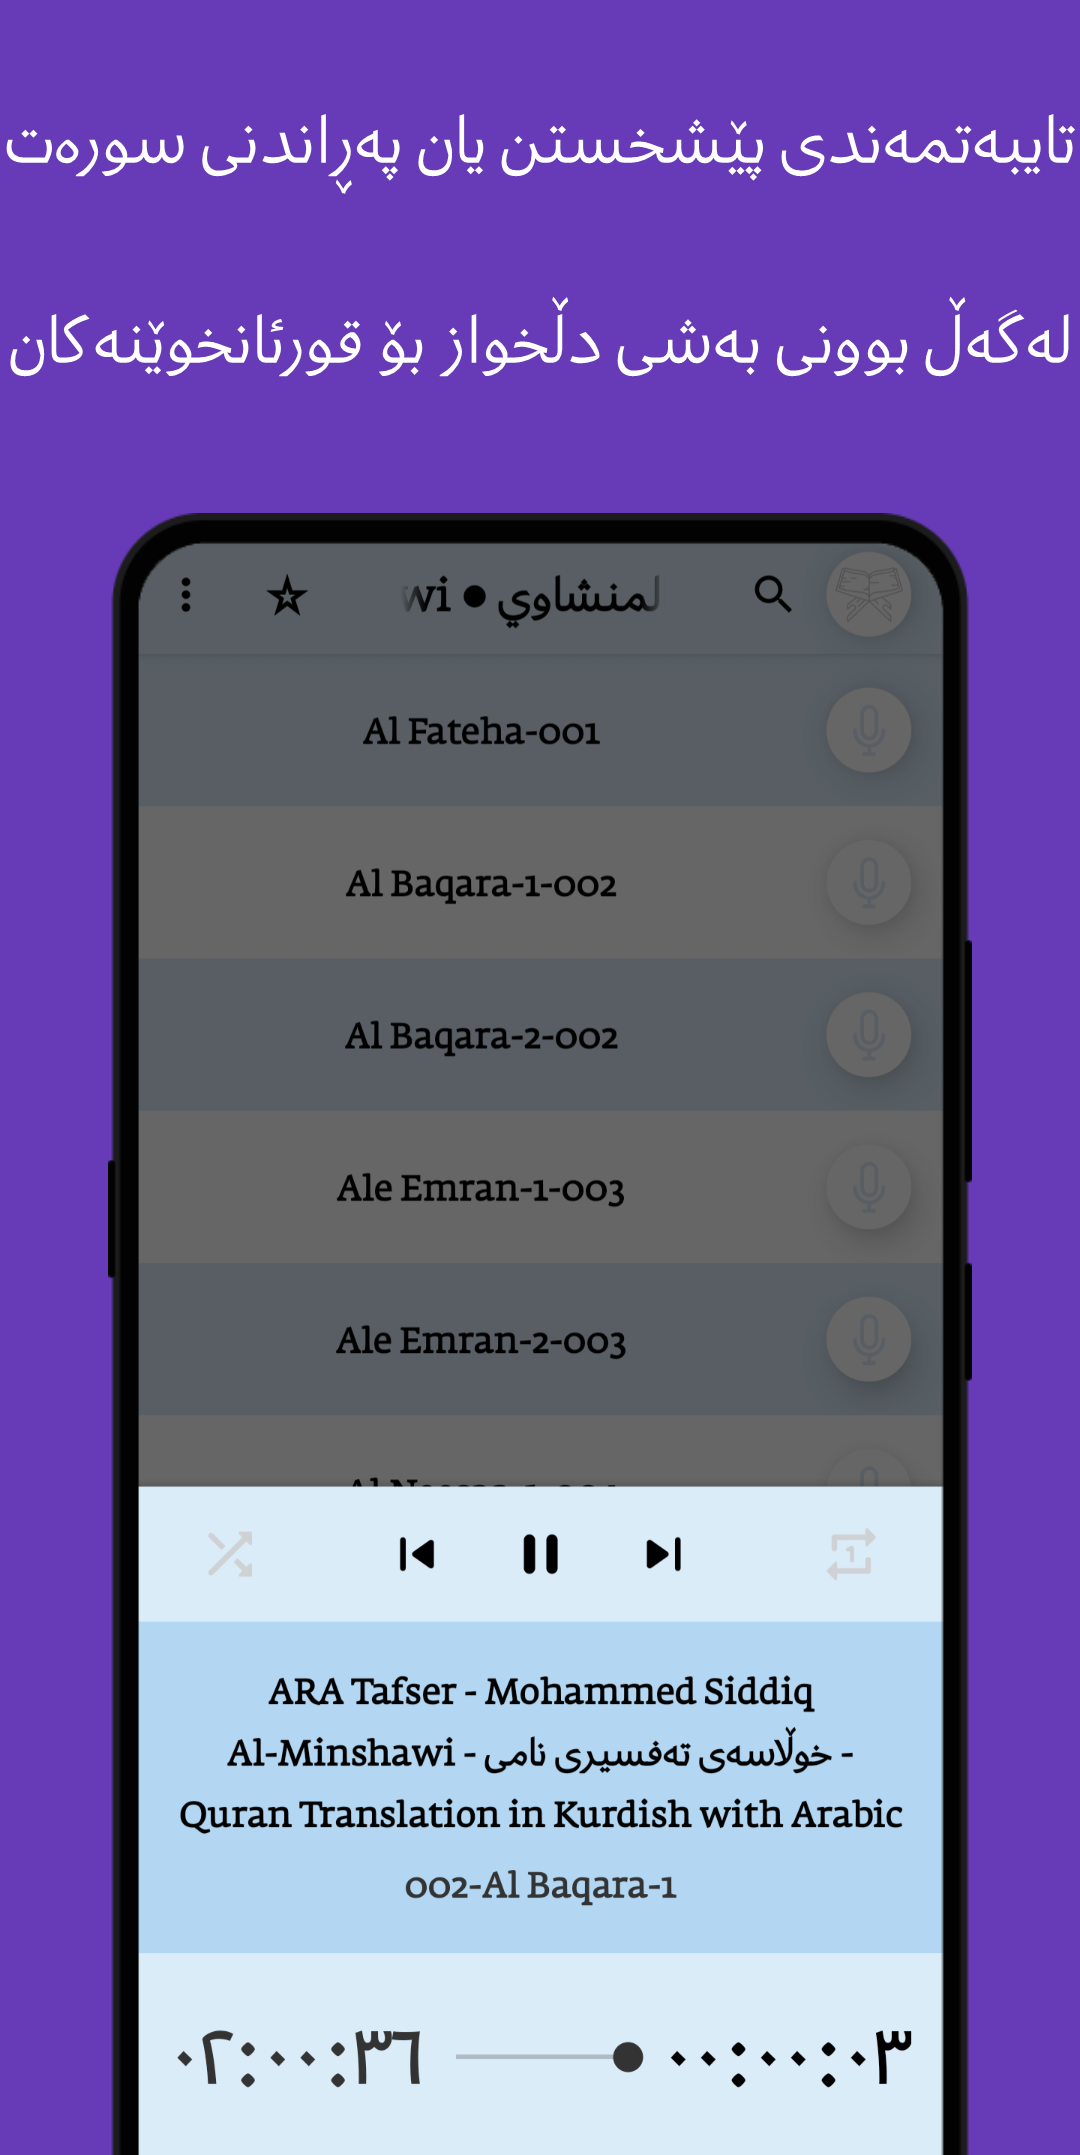 تایبەتمەندی پێشخستن یان پەڕاندنی سورەت
لەگەڵ بوونی بەشی دڵخواز بۆ قورئانخوێنەکان
wi ● لمنشاوي
Al Fateha-001
Al Baqara-1-002
Al Baqara-2-002
Ale Emran-1-003
Ale Emran-2-003
1
ARA Tafser - Mohammed Siddiq
Al-Minshawi - خوڵاسەی تەفسیری نامی -
Quran Translation in Kurdish with Arabic
002-Al Baqara-1
٠٢:٠٠:٣٦ ٠٠:٠٠:٠٣